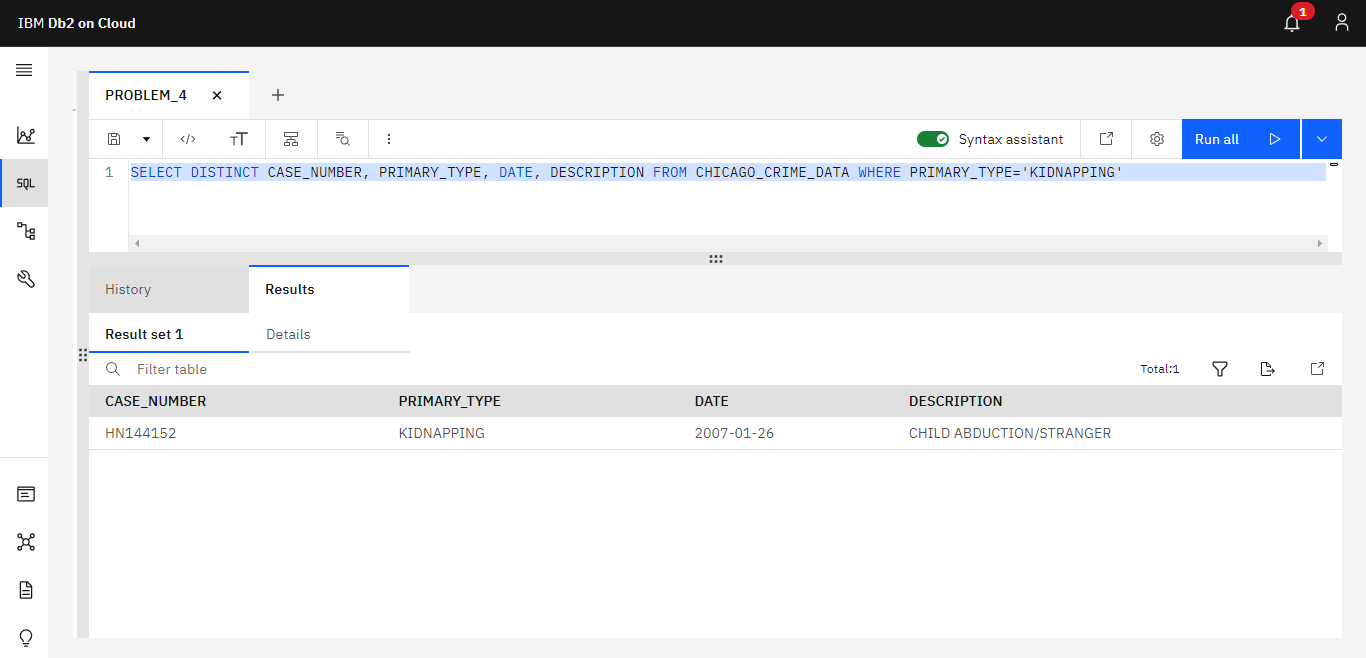 IBM Db2 on Cloud
1
PROBLEM_4
</>
TT
Syntax assistant
Run all
SQL
1 SELECT DISTINCT CASE_NUMBER, PRIMARY_TYPE, DATE, DESCRIPTION FROM CHICAGO_CRIME_DATA WHERE PRIMARY_TYPE='KIDNAPPING'
History Results
Result set 1 Details
Filter table Total:1
CASE_NUMBER PRIMARY_TYPE DATE DESCRIPTION
HN144152 KIDNAPPING 2007-01-26 CHILD ABDUCTION/STRANGER